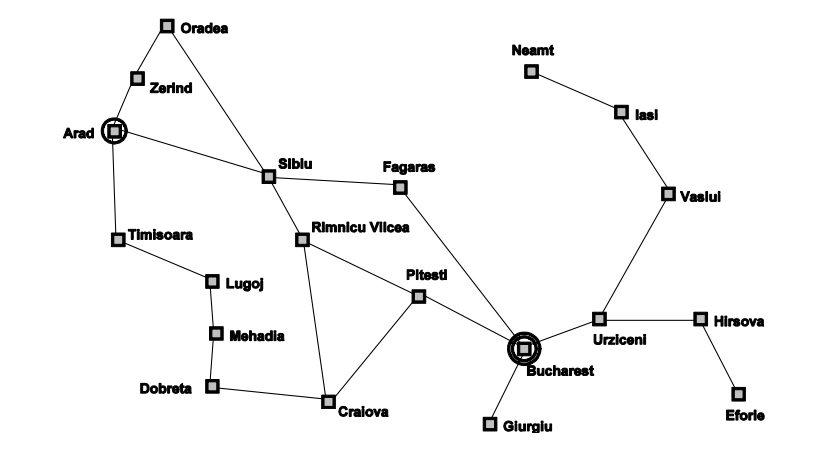 Oradea
Neamt
Zerind
Iasi
Arad
Sibiu
Fagaras
Vaslui
Rimnicu Vilcea
Timisoara
Pitesti
Lugoj
Hirsova
Mehadia
Urziceni
Bucharest
Dobreta
Craiova
Eforie
Giurgiu